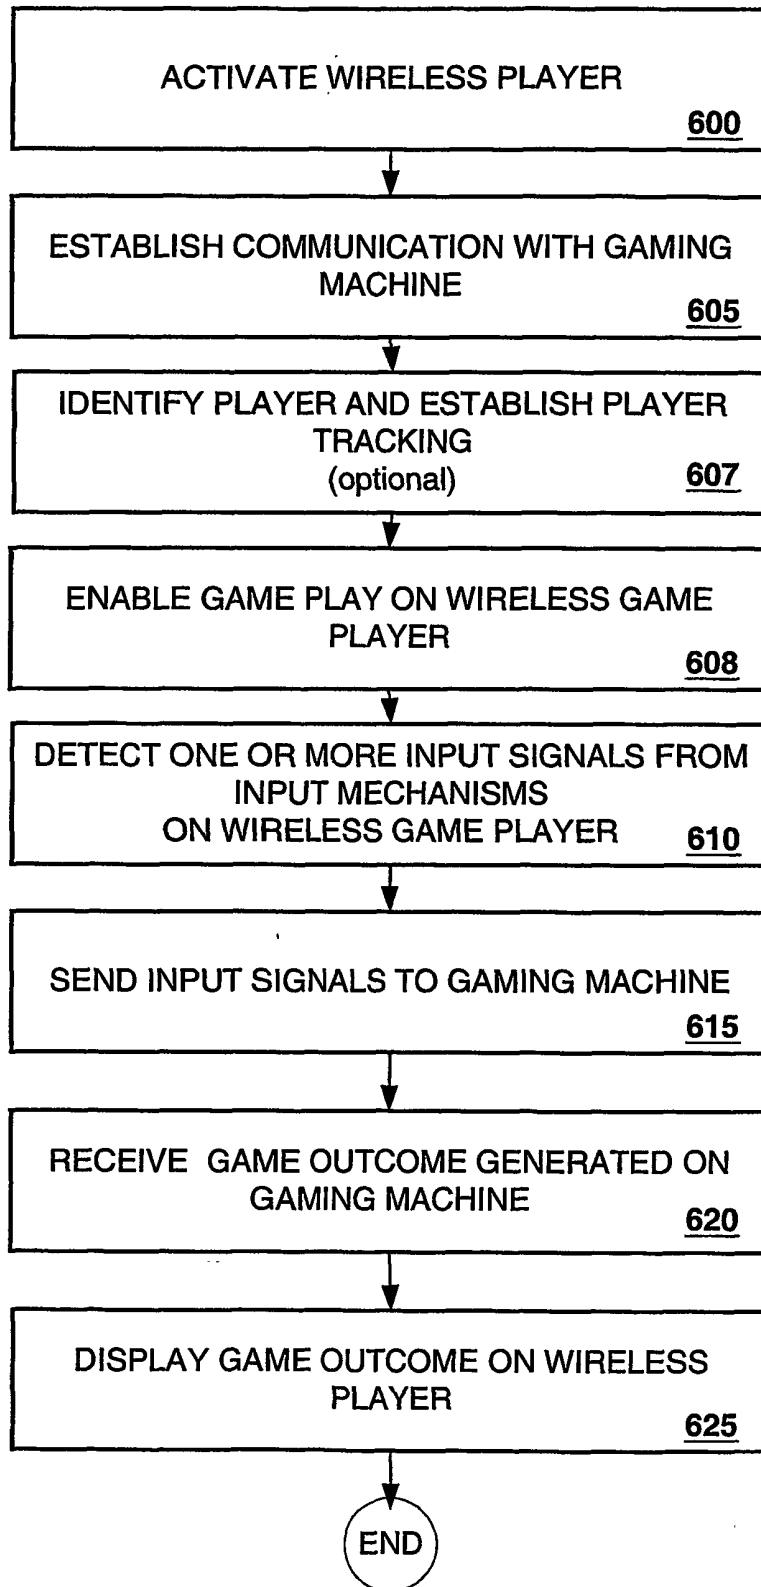 ACTIVATE WIRELESS PLAYER
600
ESTABLISH COMMUNICATION WITH GAMING
MACHINE
605
IDENTIFY PLAYER AND ESTABLISH PLAYER
TRACKING
(optional)
607
ENABLE GAME PLAY ON WIRELESS GAME
PLAYER
608
DETECT ONE OR MORE INPUT SIGNALS FROM
INPUT MECHANISMS
ON WIRELESS GAME PLAYER
610
SEND INPUT SIGNALS TO GAMING MACHINE
615
RECEIVE GAME OUTCOME GENERATED ON
GAMING MACHINE
620
DISPLAY GAME OUTCOME ON WIRELESS
PLAYER
625
END